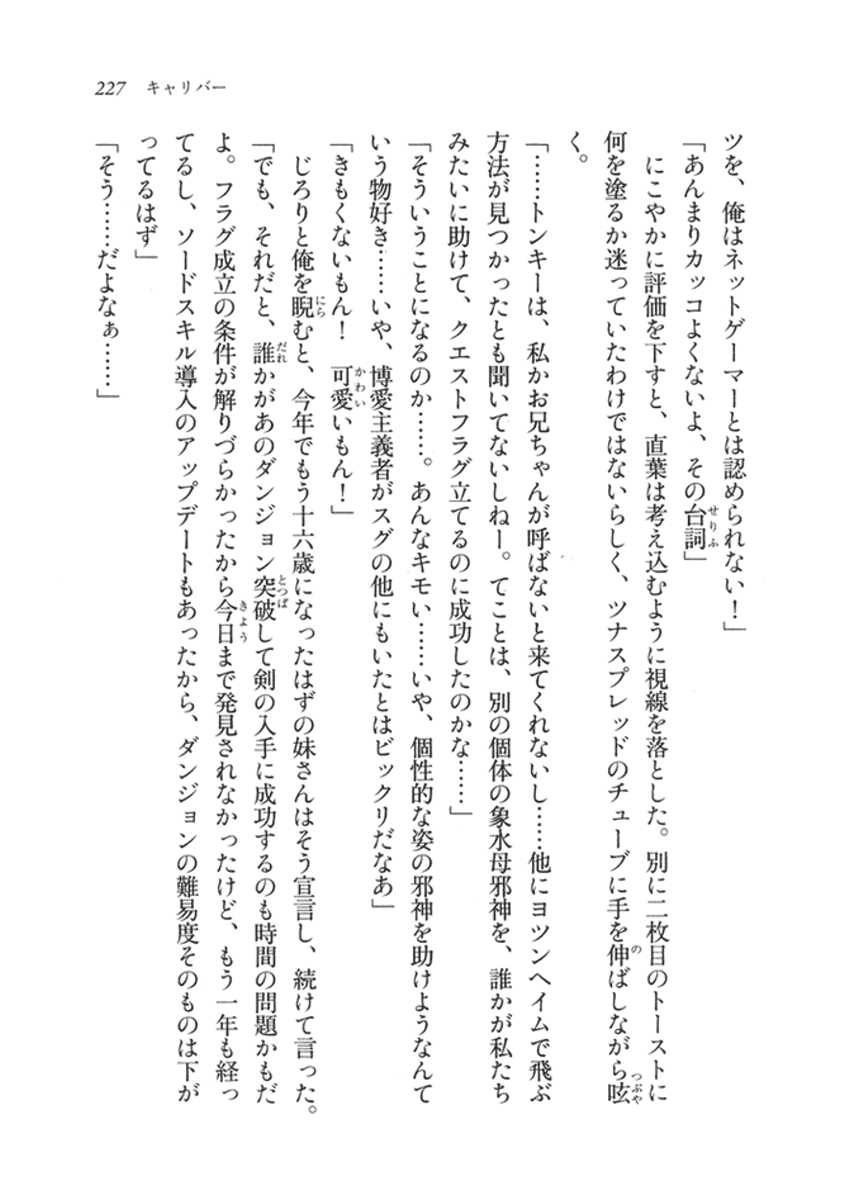 227 キャリバー
ツを、俺はネットゲーマーとは認められない！」
「あんまりカッコよくないよ、その台詞」
にこやかに評価を下すと、直葉は考え込むように視線を落とした。別に二枚目のトーストに
何を塗るか迷っていたわけではないらしく、ツナスプレッドのチューブに手を伸ばしながら呟
く。
「……トンキーは、私かお兄ちゃんが呼ばないと来てくれないし……他にヨツンヘイムで飛ぶ
方法が見つかったとも聞いてないしねー。てことは、別の個体の象水母邪神を、誰かが私たち
みたいに助けて、クエストフラグ立てるのに成功したのかな……」
「そういうことになるのか……。あんなキモい……いや、個性的な姿の邪神を助けようなんて
いう物好き……いや、博愛主義者がスグの他にもいたとはビックリだなあ」
「きもくないもん！　可愛いもん！」
じろりと俺を睨むと、今年でもう十六歳になったはずの妹さんはそう宣言し、続けて言った。
「でも、それだと、誰かがあのダンジョン突破して剣の入手に成功するのも時間の問題かもだ
よ。フラグ成立の条件が解りづらかったから今日まで発見されなかったけど、もう一年も経っ
てるし、ソードスキル導入のアップデートもあったから、ダンジョンの難易度そのものは下が
ってるはず」
「そう……だよなぁ……」